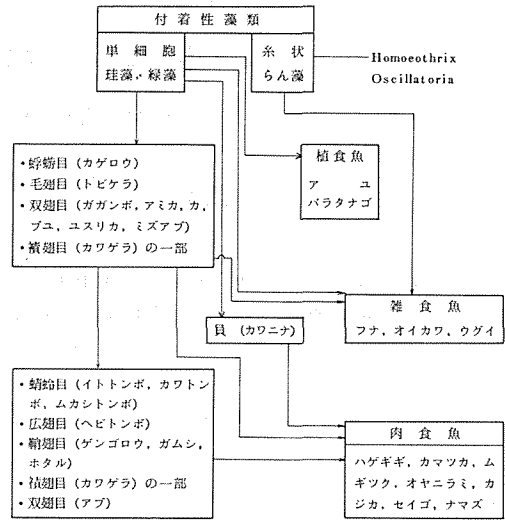 付着性藻類
単細胞
珪藻、緑藻
糸状
らん藻
Homoeothrix
Oscillatoria
・蜉蝣目(カゲロウ)
・毛翅目(トビケラ)
・双翅目(ガガンボ,アミカ,カ,
ブユ,ユスリカ,ミズアブ)
・襀翅目(カワゲラ)の一部
植食魚
アユ
バラタナゴ
雑食魚
フナ,オイカワ,ウグイ
貝(カワニナ)
・蜻蛉目(イトトンボ,カワトン
ボ,ムカシトンボ)
・広翅目(ヘビトンボ)
・鞘翅目(ゲンゴロウ,ガムシ,
ホタル)
・襀翅目(カワゲラ)の一部
・双翅目(アブ)
肉食魚
ハゲギギ,カマツカ,ム
ギツク,オヤニラミ,カ
ジカ,セイゴ,ナマズ